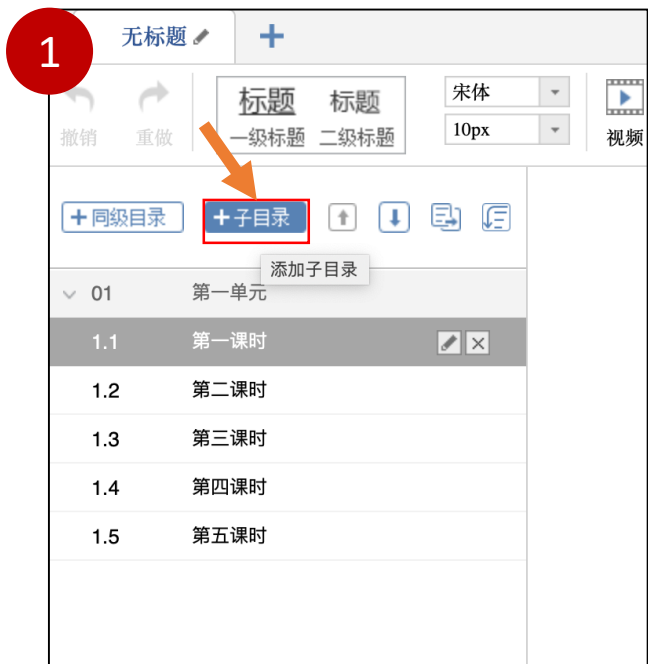 1
无标题
标题 标题
一级标题 二级标题
撤销 重做
宋体
10px
视频
同级目录
子目录
添加子目录
01 第一单元
1.1 第一课时
1.2 第二课时
1.3 第三课时
1.4 第四课时
1.5 第五课时